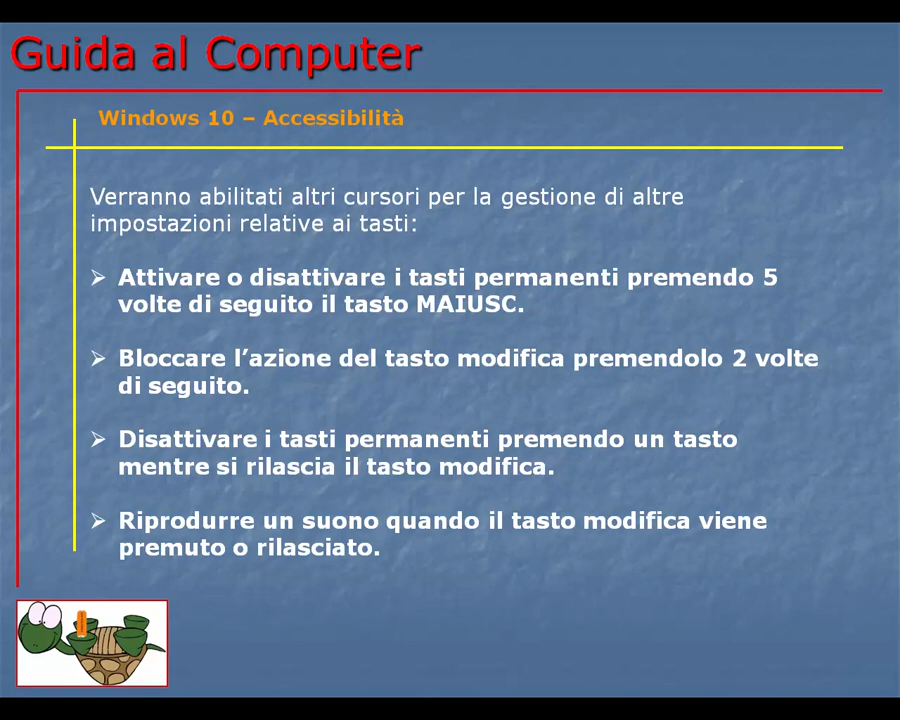 Guida al Computer
Windows 10 – Accessibilità
Verranno abilitati altri cursori per la gestione di altre
impostazioni relative ai tasti:
Attivare o disattivare i tasti permanenti premendo 5
volte di seguito il tasto MAIUSC.
Bloccare l’azione del tasto modifica premendolo 2 volte
di seguito.
Disattivare i tasti permanenti premendo un tasto
mentre si rilascia il tasto modifica.
Riprodurre un suono quando il tasto modifica viene
premuto o rilasciato.